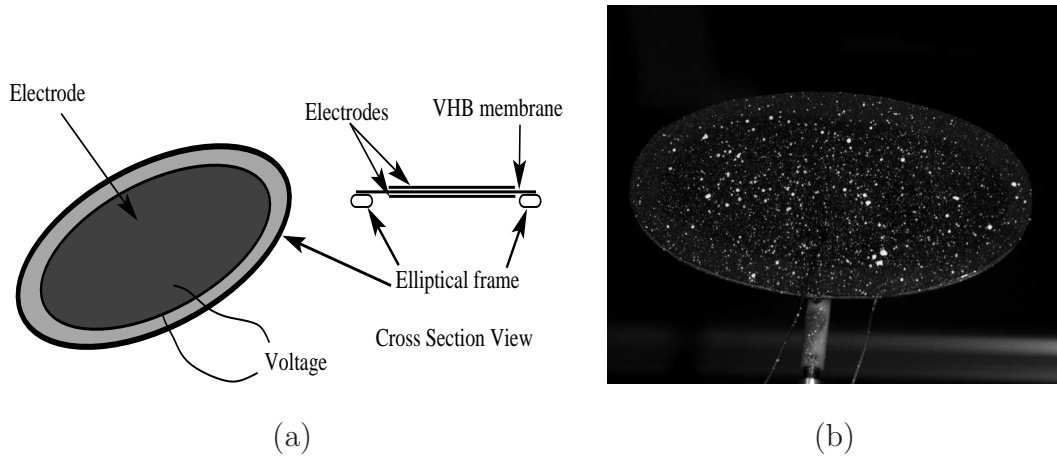 Electrode
Electrodes
VHB membrane
Elliptical frame
Cross Section View
Voltage
(a)
(b)